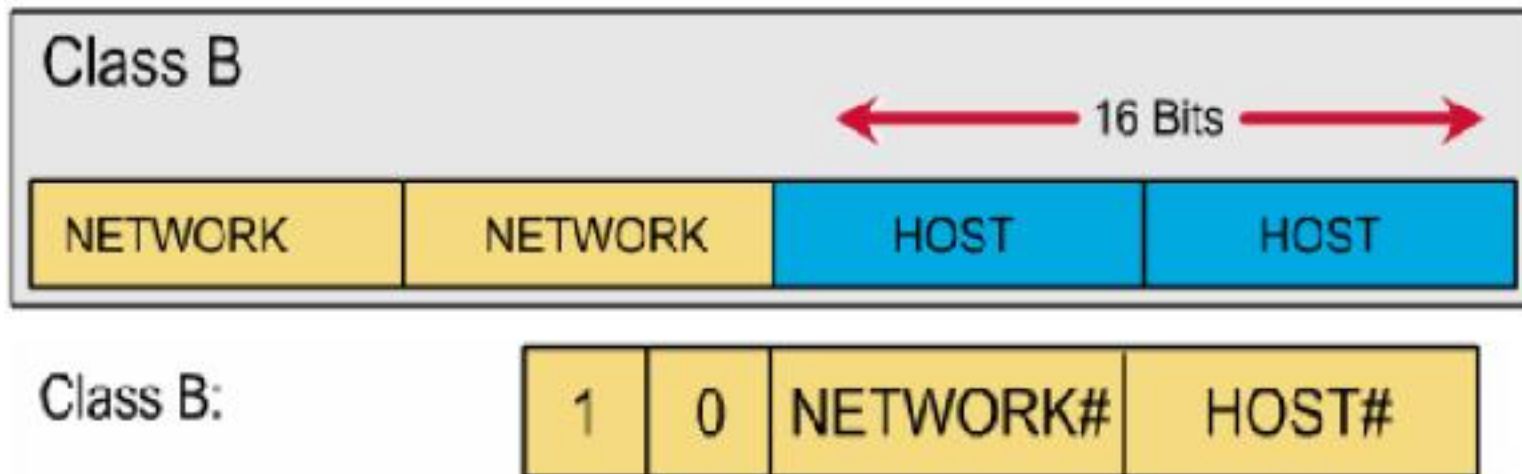 Class B
16 Bits
NETWORK NETWORK HOST HOST
Class B: 1 0 NETWORK# HOST#